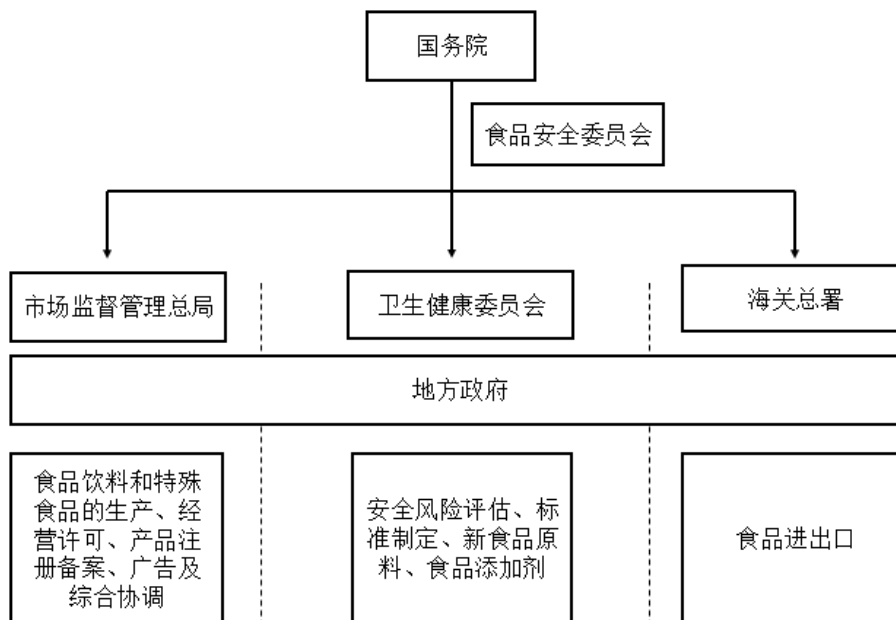 国务院
食品安全委员会
市场监督管理总局
卫生健康委员会
海关总署
地方政府
食品饮料和特殊
食品的生产、经
营许可、产品注
册备案、广告及
综合协调
安全风险评估、标
准制定、新食品原
料、食品添加剂
食品进出口